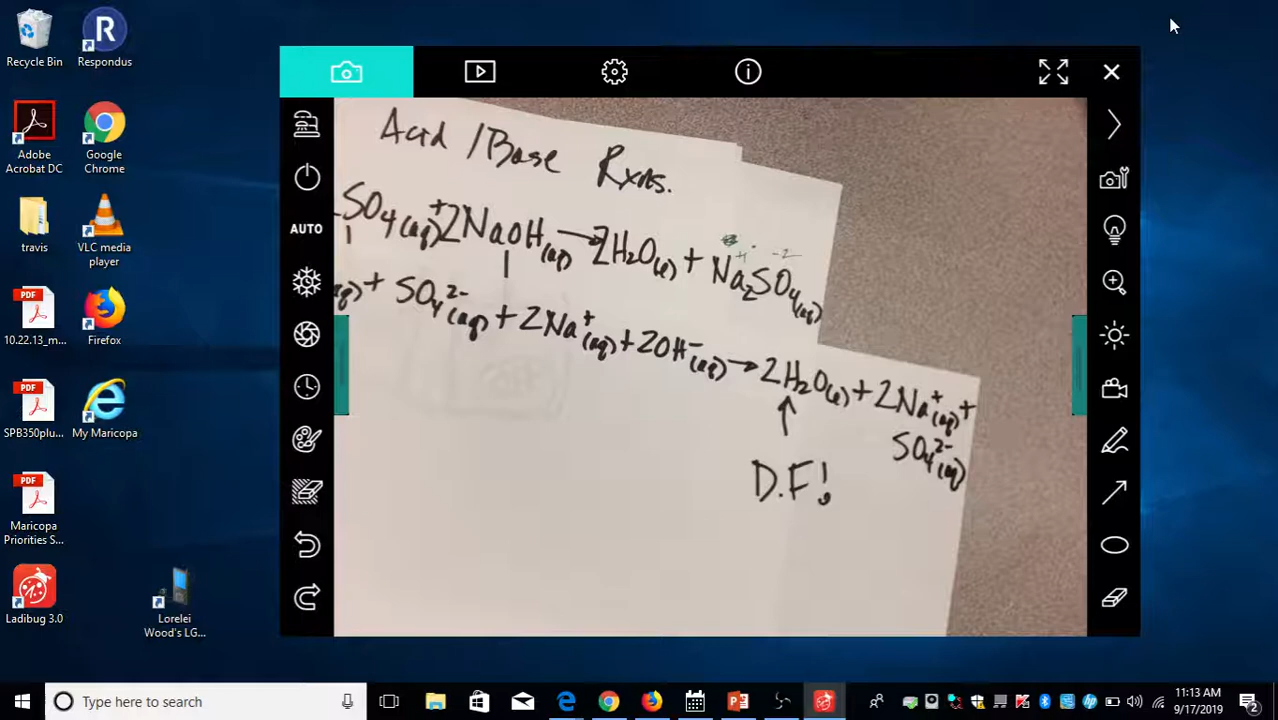 Recycle Bin
Respondus
Adobe
Acrobat DC
Google
Chrome
travis
VLC media
player
10.22.13_m...
Firefox
SPB350plu...
My Maricopa
Maricopa
Priorities S...
Ladibug 3.0
Lorelei
Wood's LG...
AUTO
Acid / Base Rxns.
SO₄(aq) + 2NaOH(aq) → 2H₂O(l) + Na₂⁺SO₄⁻²(aq)
(aq) + SO₄²⁻(aq) + 2Na⁺(aq) + 2OH⁻(aq) → 2H₂O(l) + 2Na⁺(aq) +
SO₄²⁻(aq)
D.F!
Type here to search
11:13 AM
9/17/2019
2